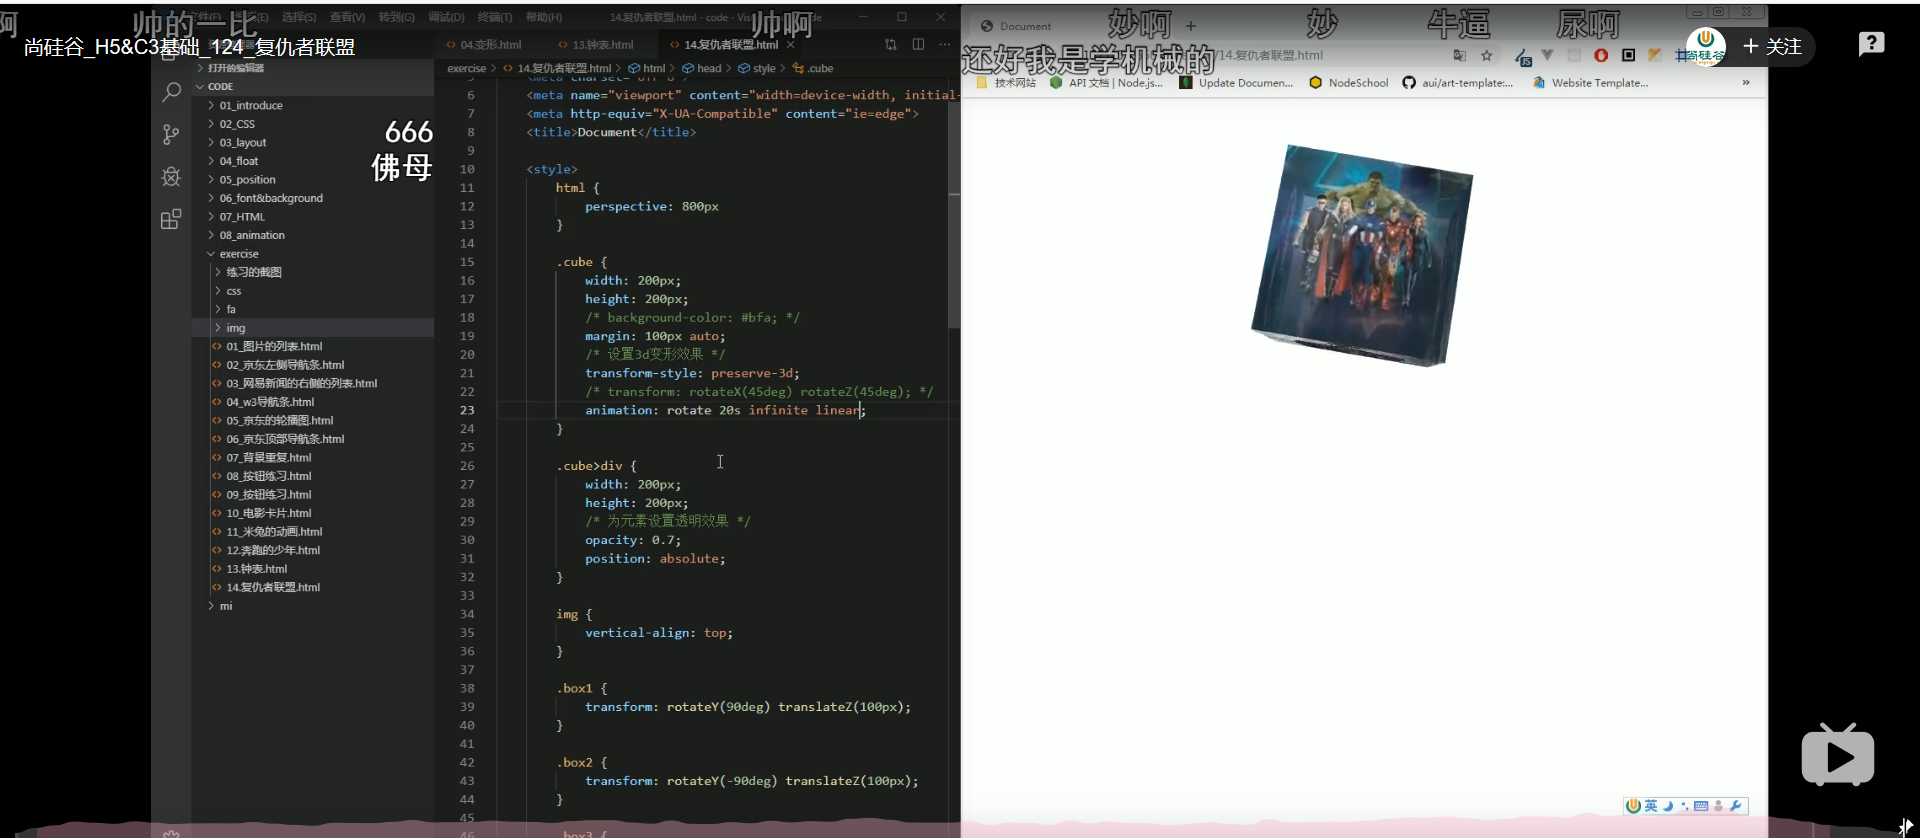 帅的一比
帅啊
妙啊
妙
牛逼
尿啊
文件(F) 编辑(E) 选择(S) 查看(V) 转到(G) 调试(D) 终端(T) 帮助(H)
14.复仇者联盟.html - code - Vis
尚硅谷_H5&C3基础_124_复仇者联盟
还好我是学机械的
666
佛母
关注
打开的编辑器
CODE
01_introduce
02_CSS
03_layout
04_float
05_position
06_font&background
07_HTML
08_animation
exercise
练习的截图
css
fa
img
01_图片的列表.html
02_京东左侧导航条.html
03_网易新闻的右侧的列表.html
04_w3导航条.html
05_京东的轮播图.html
06_京东顶部导航条.html
07_背景重复.html
08_按钮练习.html
09_按钮练习.html
10_电影卡片.html
11_米兔的动画.html
12.奔跑的少年.html
13.钟表.html
14.复仇者联盟.html
mi
04.变形.html
13.钟表.html
14.复仇者联盟.html
exercise > 14.复仇者联盟.html > html > head > style > .cube
6 <meta name="viewport" content="width=device-width, initial-
7 <meta http-equiv="X-UA-Compatible" content="ie=edge">
8 <title>Document</title>
9
10 <style>
11 html {
12 perspective: 800px
13 }
14
15 .cube {
16 width: 200px;
17 height: 200px;
18 /* background-color: #bfa; */
19 margin: 100px auto;
20 /* 设置3d变形效果 */
21 transform-style: preserve-3d;
22 /* transform: rotateX(45deg) rotateZ(45deg); */
23 animation: rotate 20s infinite linear;
24 }
25
26 .cube>div {
27 width: 200px;
28 height: 200px;
29 /* 为元素设置透明效果 */
30 opacity: 0.7;
31 position: absolute;
32 }
33
34 img {
35 vertical-align: top;
36 }
37
38 .box1 {
39 transform: rotateY(90deg) translateZ(100px);
40 }
41
42 .box2 {
43 transform: rotateY(-90deg) translateZ(100px);
44 }
45
46 .box3 {
Document
/14.复仇者联盟.html
尚硅谷
技术网站
API 文档 | Node.js...
Update Documen...
NodeSchool
aui/art-template:...
Website Template...
英